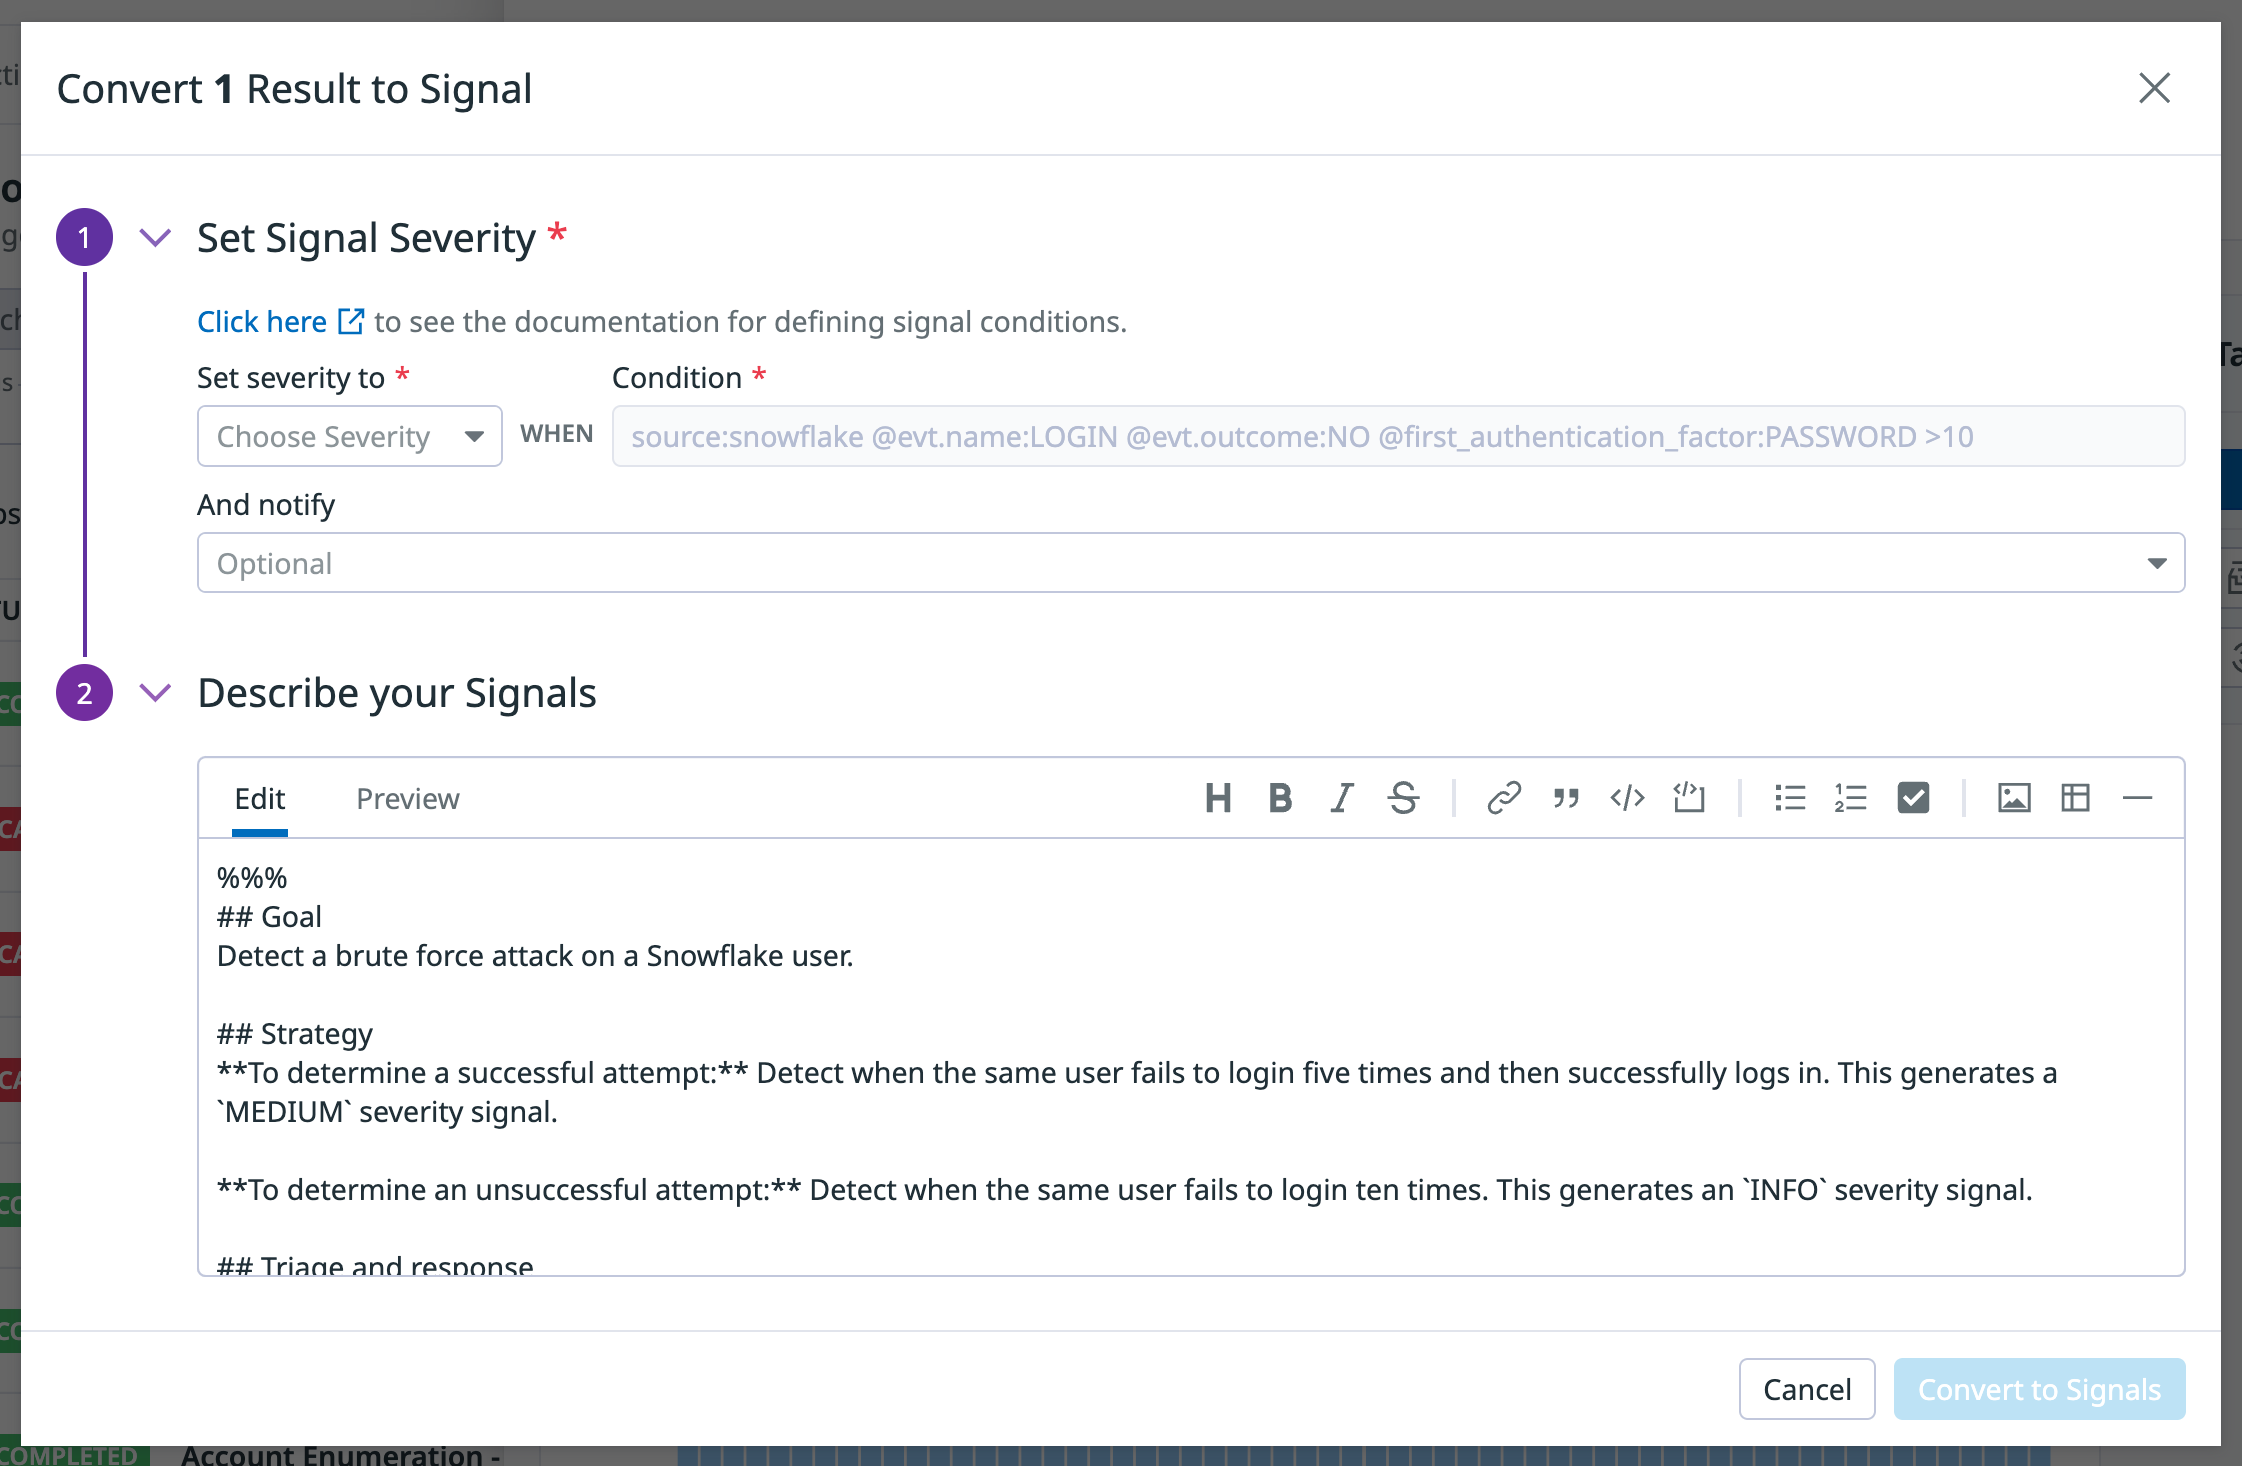 Convert 1 Result to Signal
1
Set Signal Severity *
Click here to see the documentation for defining signal conditions.
Set severity to *
Condition *
Choose Severity
WHEN
source:snowflake @evt.name:LOGIN @evt.outcome:NO @first_authentication_factor:PASSWORD >10
And notify
Optional
2
Describe your Signals
Edit
Preview
%%%
## Goal
Detect a brute force attack on a Snowflake user.
## Strategy
**To determine a successful attempt:** Detect when the same user fails to login five times and then successfully logs in. This generates a
`MEDIUM` severity signal.
**To determine an unsuccessful attempt:** Detect when the same user fails to login ten times. This generates an `INFO` severity signal.
## Triage and response
Cancel
Convert to Signals
COMPLETED
Account Enumeration -